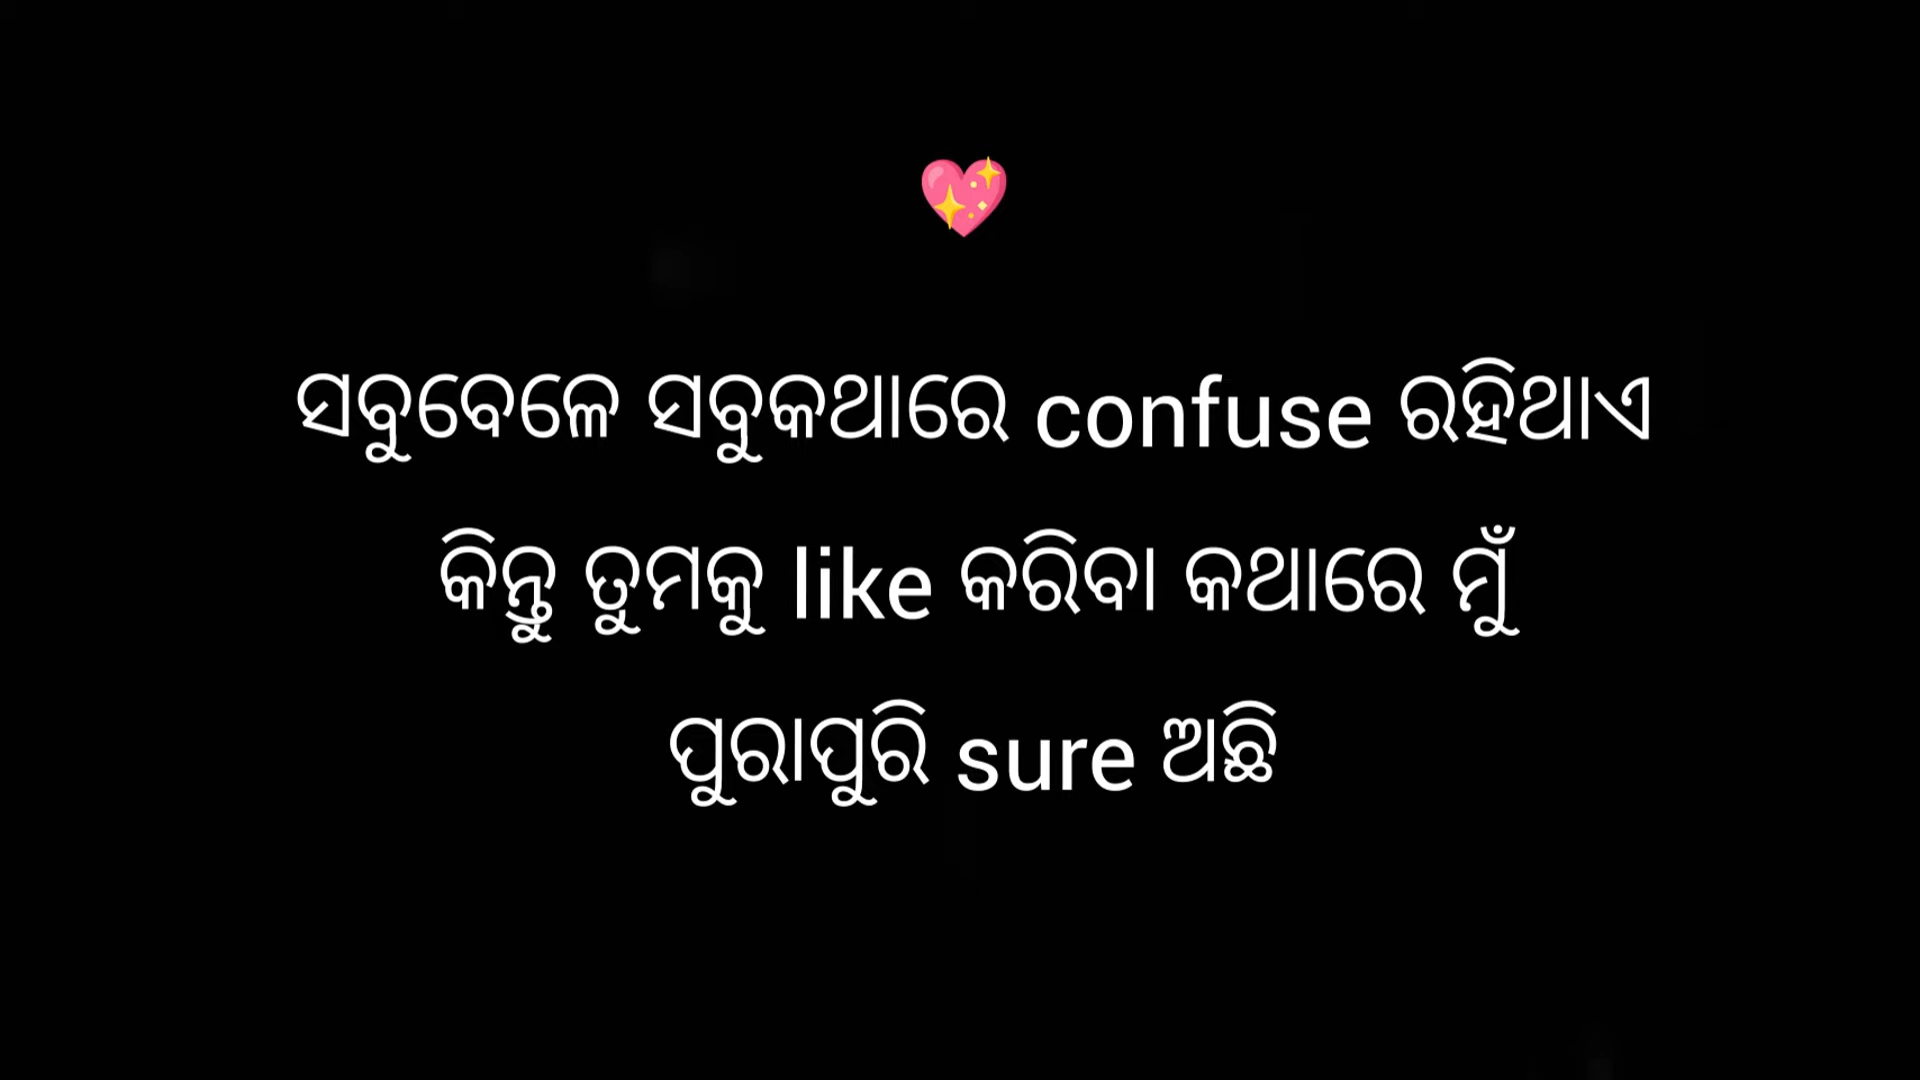 💖
ସବୁବେଳେ ସବୁକଥାରେ confuse ରହିଥାଏ
କିନ୍ତୁ ତୁମକୁ like କରିବା କଥାରେ ମୁଁ
ପୁରାପୁରି sure ଅଛି